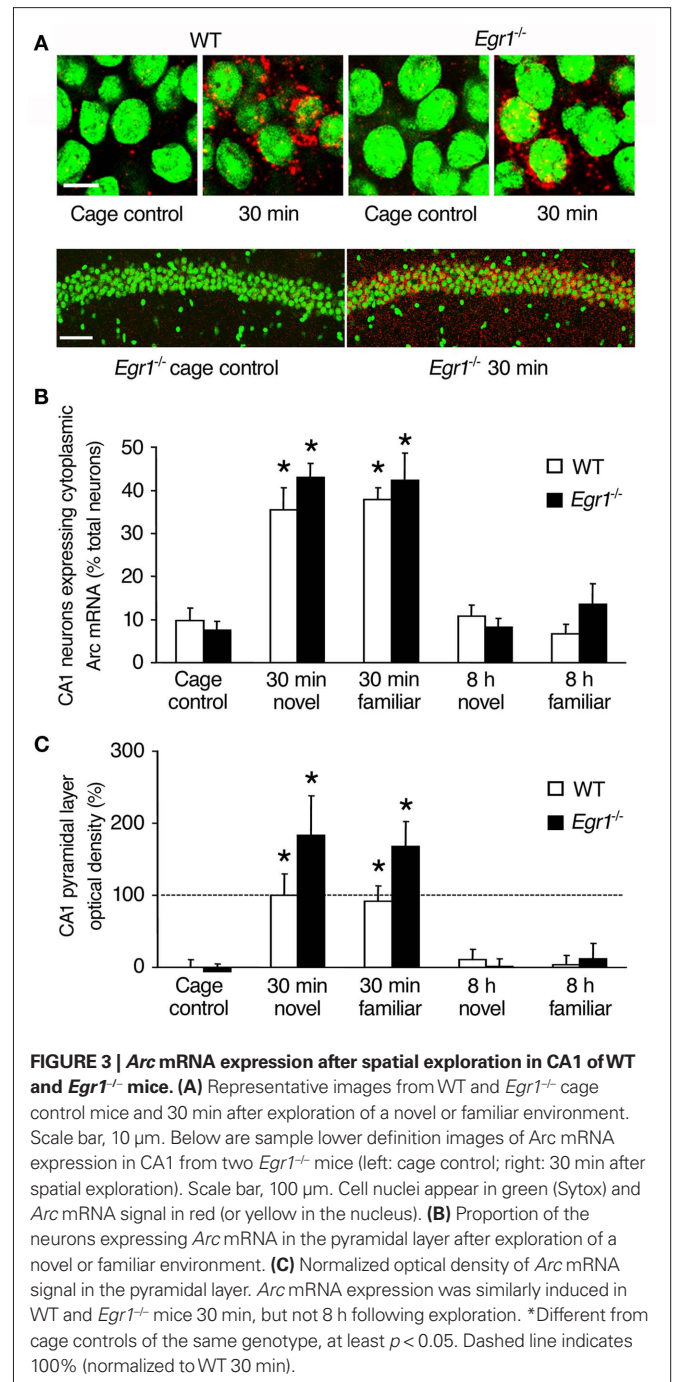 A
WT
Egr1-/-
Cage control
30 min
Cage control
30 min
Egr1-/- cage control
Egr1-/- 30 min
B
CA1 neurons expressing cytoplasmic
Arc mRNA (% total neurons)
50
40
30
20
10
0
* * * *
WT
Egr1-/-
Cage control
30 min novel
30 min familiar
8 h novel
8 h familiar
C
CA1 pyramidal layer
optical density (%)
300
200
100
0
* * * *
WT
Egr1-/-
Cage control
30 min novel
30 min familiar
8 h novel
8 h familiar
FIGURE 3 | Arc mRNA expression after spatial exploration in CA1 of WT
and Egr1–/– mice. (A) Representative images from WT and Egr1–/– cage
control mice and 30 min after exploration of a novel or familiar environment.
Scale bar, 10 μm. Below are sample lower definition images of Arc mRNA
expression in CA1 from two Egr1–/– mice (left: cage control; right: 30 min after
spatial exploration). Scale bar, 100 μm. Cell nuclei appear in green (Sytox) and
Arc mRNA signal in red (or yellow in the nucleus). (B) Proportion of the
neurons expressing Arc mRNA in the pyramidal layer after exploration of a
novel or familiar environment. (C) Normalized optical density of Arc mRNA
signal in the pyramidal layer. Arc mRNA expression was similarly induced in
WT and Egr1–/– mice 30 min, but not 8 h following exploration. *Different from
cage controls of the same genotype, at least p < 0.05. Dashed line indicates
100% (normalized to WT 30 min).